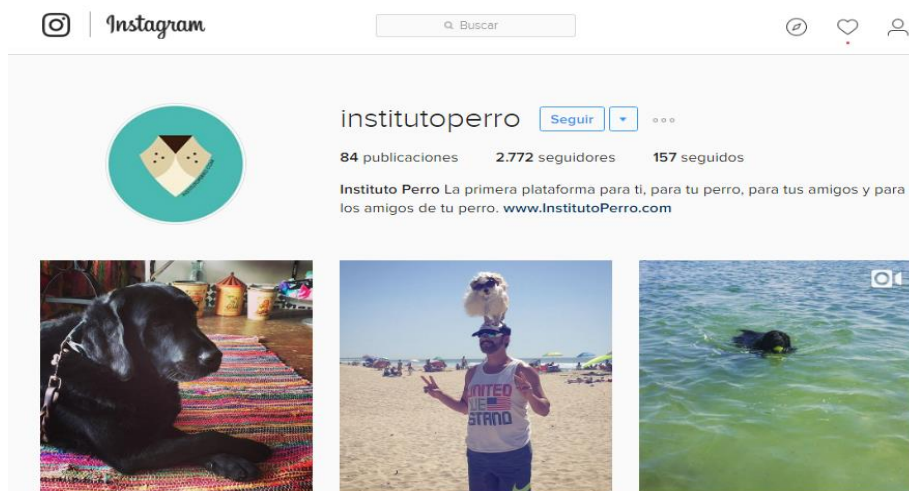 Instagram
Buscar
institutoperro Seguir
84 publicaciones 2.772 seguidores 157 seguidos
Instituto Perro La primera plataforma para ti, para tu perro, para tus amigos y para
los amigos de tu perro. www.InstitutoPerro.com
UNITED
WE
STAND